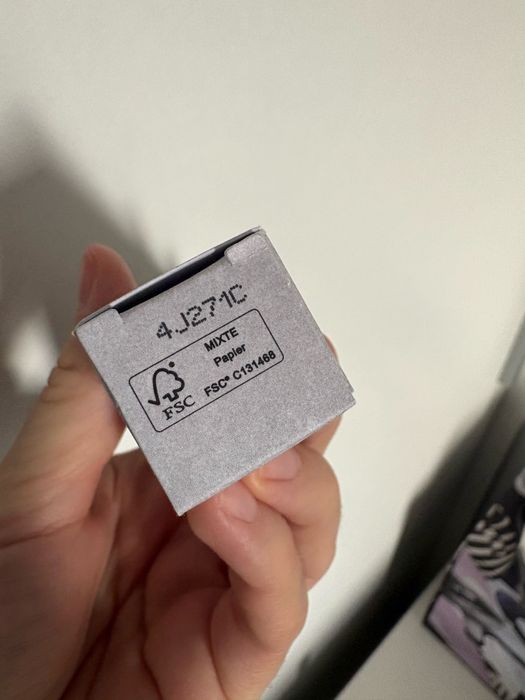 4J271C
MIXTE
Papier
FSC® C131468
FSC